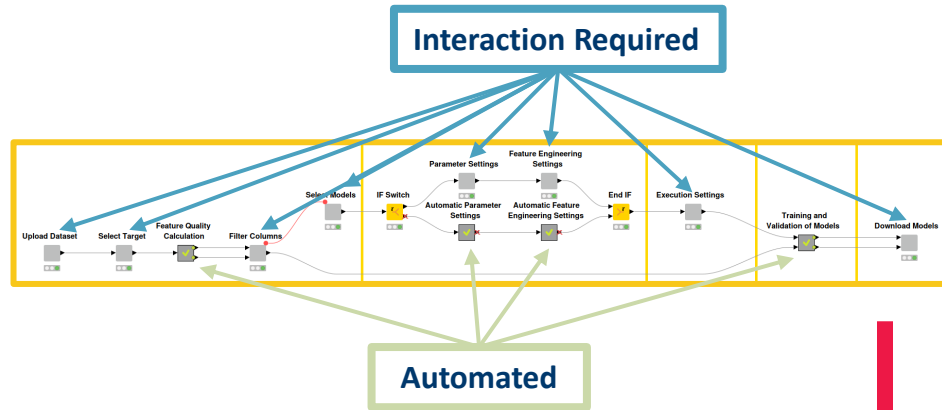 Interaction Required
Feature Engineering
Settings
Parameter Settings
Select Models
IF Switch
End IF
Execution Settings
Automatic Parameter
Settings
Automatic Feature
Engineering Settings
Upload Dataset
Select Target
Feature Quality
Calculation
Filter Columns
Training and
Validation of Models
Download Models
Automated